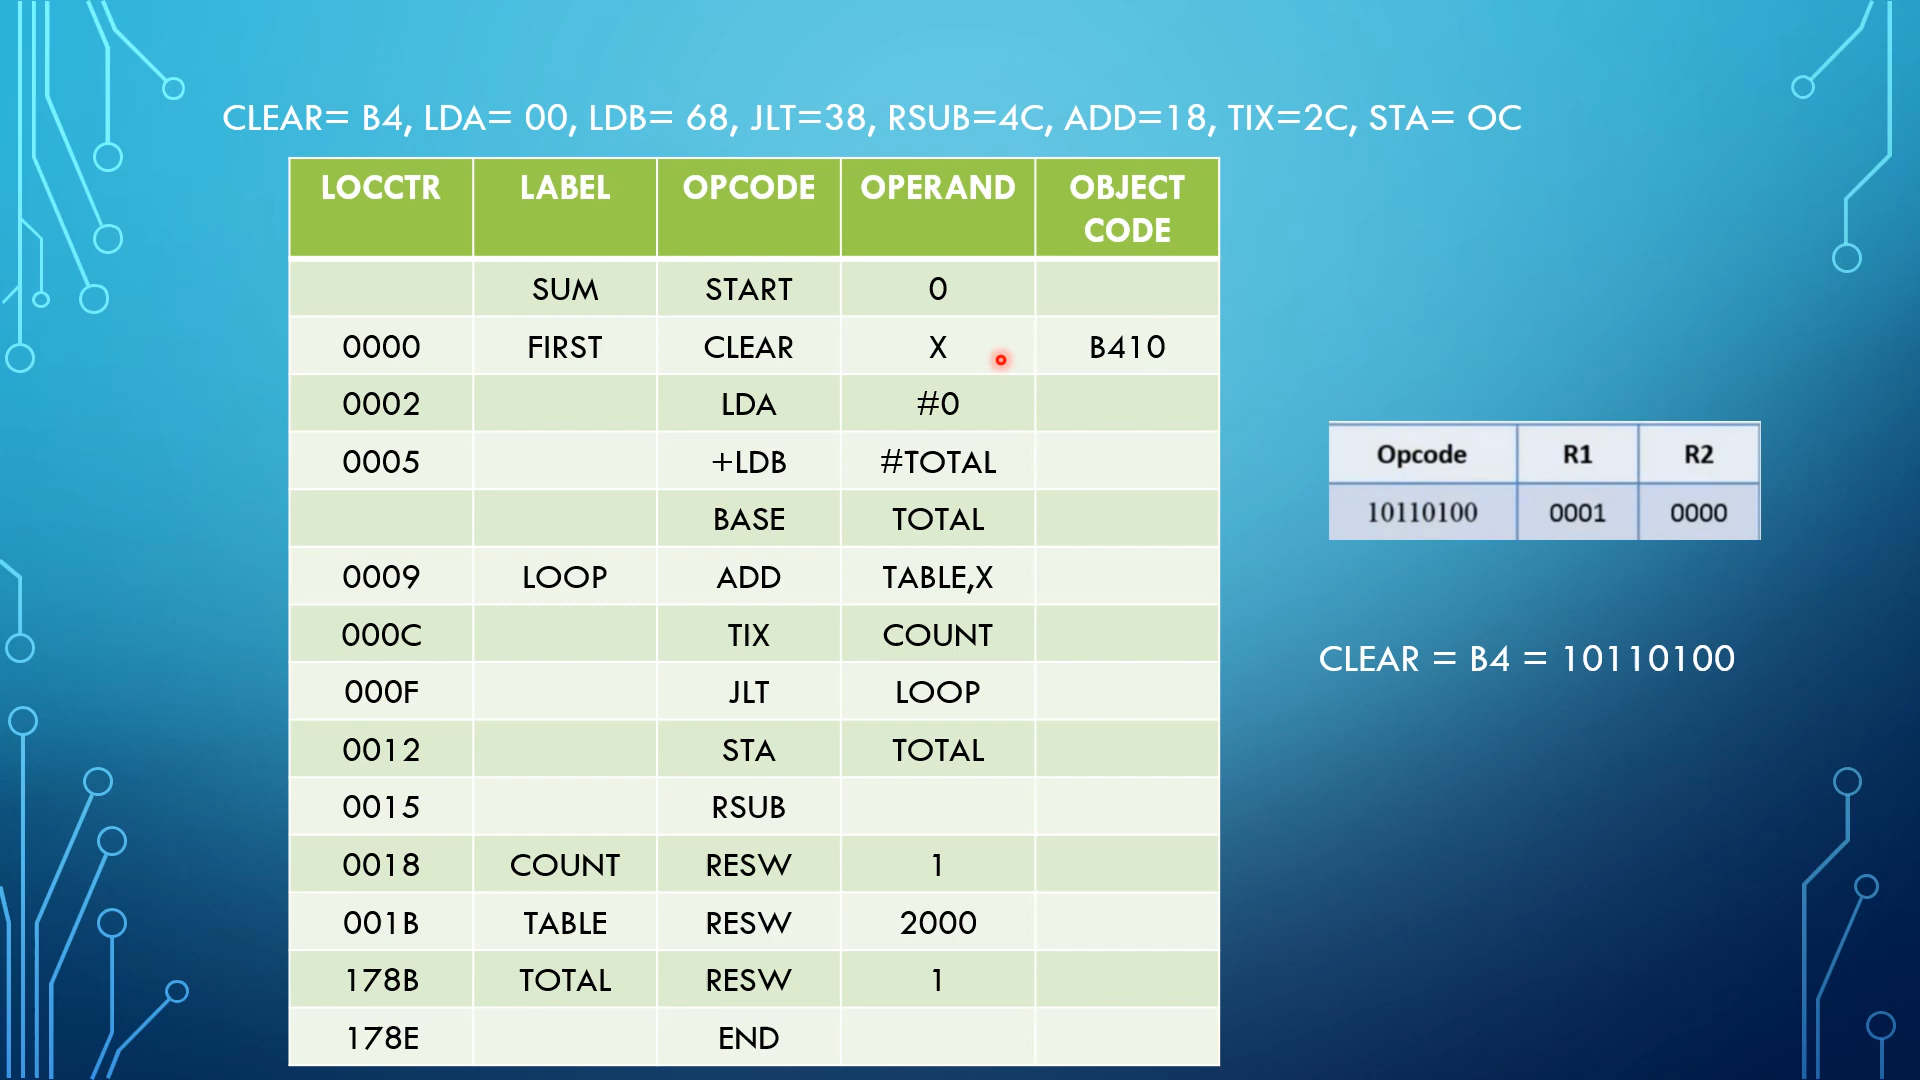 CLEAR= B4, LDA= 00, LDB= 68, JLT=38, RSUB=4C, ADD=18, TIX=2C, STA= OC
LOCCTR LABEL OPCODE OPERAND OBJECT CODE
SUM START 0
0000 FIRST CLEAR X B410
0002 LDA #0
0005 +LDB #TOTAL
BASE TOTAL
0009 LOOP ADD TABLE,X
000C TIX COUNT
000F JLT LOOP
0012 STA TOTAL
0015 RSUB
0018 COUNT RESW 1
001B TABLE RESW 2000
178B TOTAL RESW 1
178E END
Opcode R1 R2
10110100 0001 0000
CLEAR = B4 = 10110100